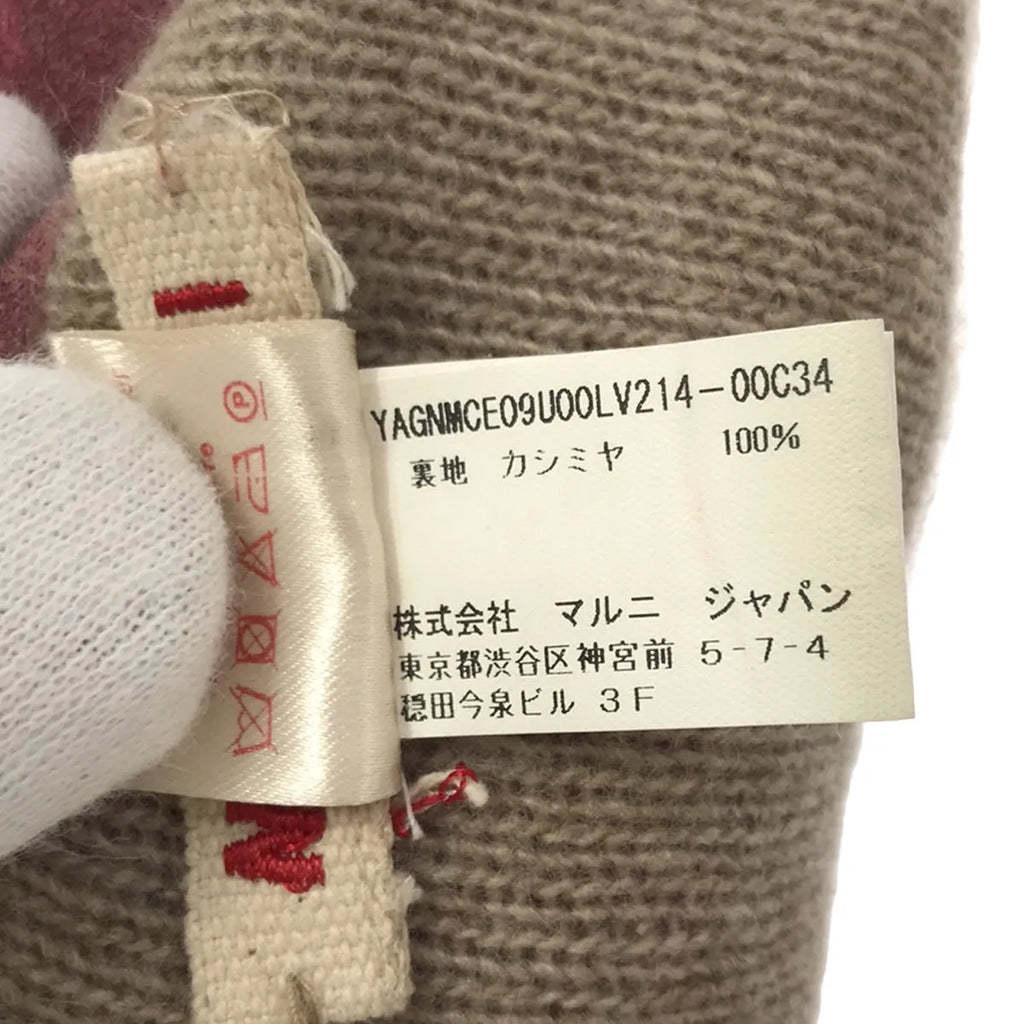 YAGNMCE09U00LV214-00C34
裏地 カシミヤ 100%
株式会社 マルニ ジャパン
東京都渋谷区神宮前 5-7-4
穏田今泉ビル 3F
P
M
I